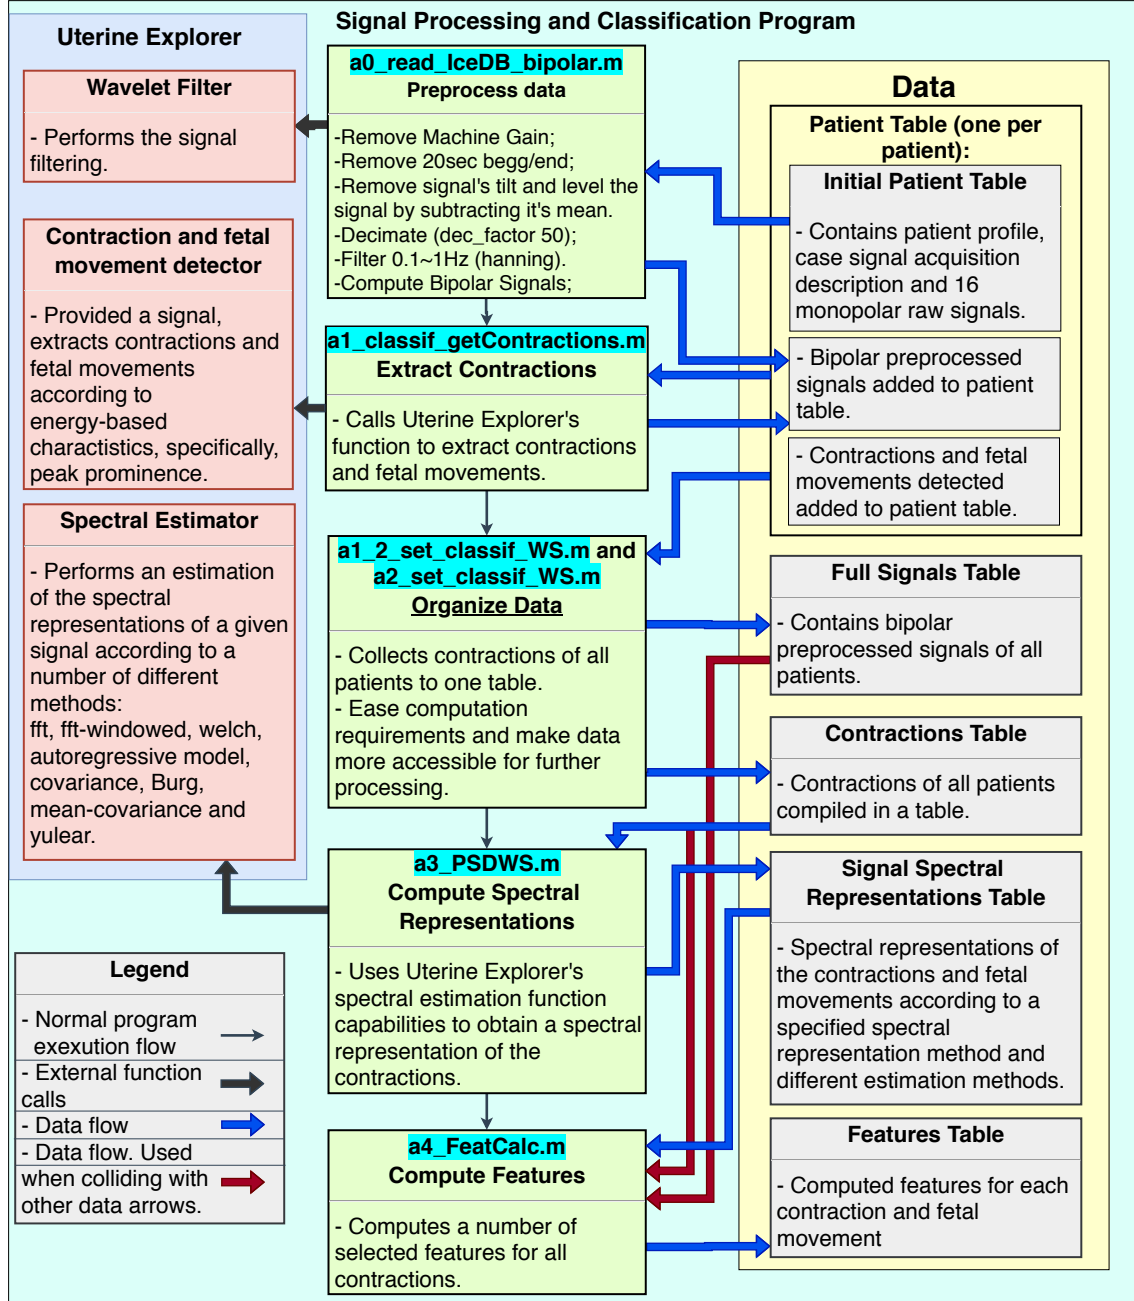 Signal Processing and Classification Program
Uterine Explorer
Wavelet Filter
- Performs the signal
filtering.
Contraction and fetal
movement detector
- Provided a signal,
extracts contractions and
fetal movements
according to
energy-based
charactistics, specifically,
peak prominence.
Spectral Estimator
- Performs an estimation
of the spectral
representations of a given
signal according to a
number of different
methods:
fft, fft-windowed, welch,
autoregressive model,
covariance, Burg,
mean-covariance and
yulear.
a0_read_IceDB_bipolar.m
Preprocess data
-Remove Machine Gain;
-Remove 20sec begg/end;
-Remove signal's tilt and level the
signal by subtracting it's mean.
-Decimate (dec_factor 50);
-Filter 0.1~1Hz (hanning).
-Compute Bipolar Signals;
a1_classif_getContractions.m
Extract Contractions
- Calls Uterine Explorer's
function to extract contractions
and fetal movements.
a1_2_set_classif_WS.m and
a2_set_classif_WS.m
Organize Data
- Collects contractions of all
patients to one table.
- Ease computation
requirements and make data
more accessible for further
processing.
a3_PSDWS.m
Compute Spectral
Representations
- Uses Uterine Explorer's
spectral estimation function
capabilities to obtain a spectral
representation of the
contractions.
a4_FeatCalc.m
Compute Features
- Computes a number of
selected features for all
contractions.
Data
Patient Table (one per
patient):
Initial Patient Table
- Contains patient profile,
case signal acquisition
description and 16
monopolar raw signals.
- Bipolar preprocessed
signals added to patient
table.
- Contractions and fetal
movements detected
added to patient table.
Full Signals Table
- Contains bipolar
preprocessed signals of all
patients.
Contractions Table
- Contractions of all patients
compiled in a table.
Signal Spectral
Representations Table
- Spectral representations of
the contractions and fetal
movements according to a
specified spectral
representation method and
different estimation methods.
Features Table
- Computed features for each
contraction and fetal
movement
Legend
- Normal program
exexution flow
- External function
calls
- Data flow
- Data flow. Used
when colliding with
other data arrows.